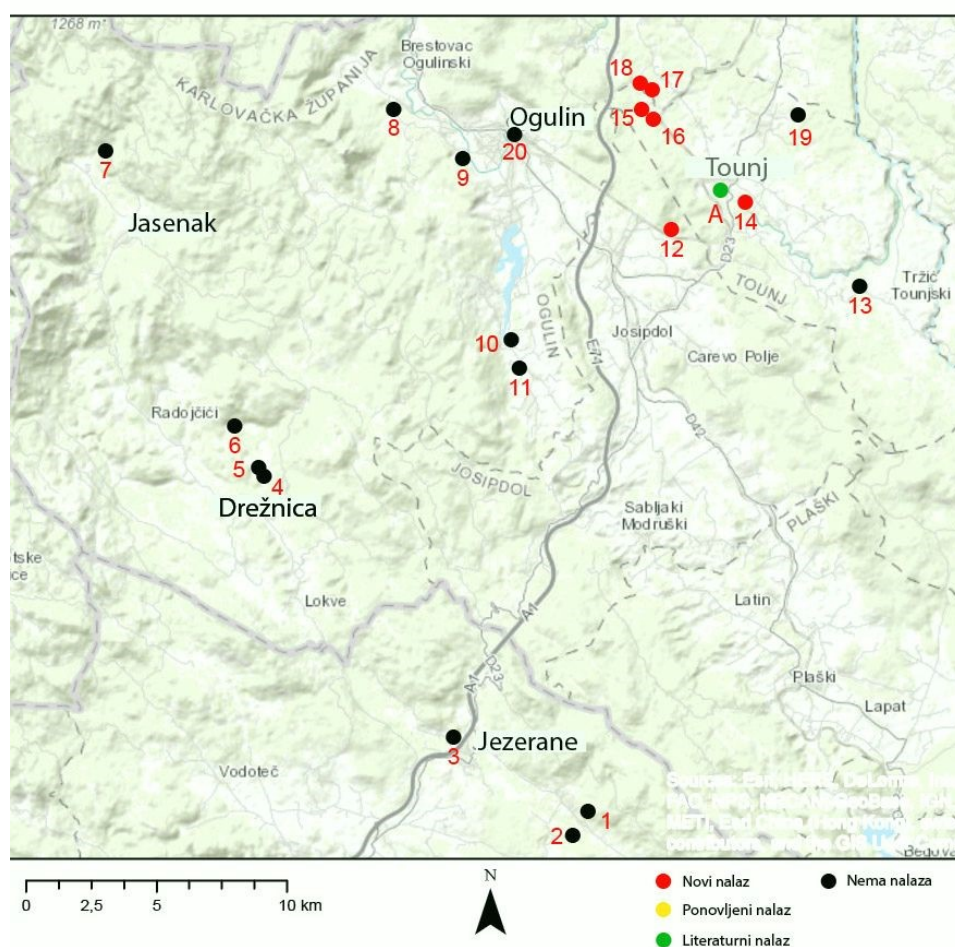 1268 m
Brestovac
Ogulinski
KARLOVAČKA ŽUPANIJA
18
17
8
Ogulin
15
16
19
20
7
9
Tounj
Jasenak
A
14
12
D23
TOUNJ
Tržić
Tounjski
13
OGULIN
10
Josipdol
E71
11
Carevo Polje
Radojčići
6
D42
5
4
JOSIPDOL
Drežnica
PLAŠKI
Sabljaki
Modruški
Lokve
A1
Latin
D23
Plaški
A1
Lapat
Jezerane
3
Vodoteč
1
2
N
0
2,5
5
10 km
Novi nalaz
Nema nalaza
Ponovljeni nalaz
Literaturni nalaz